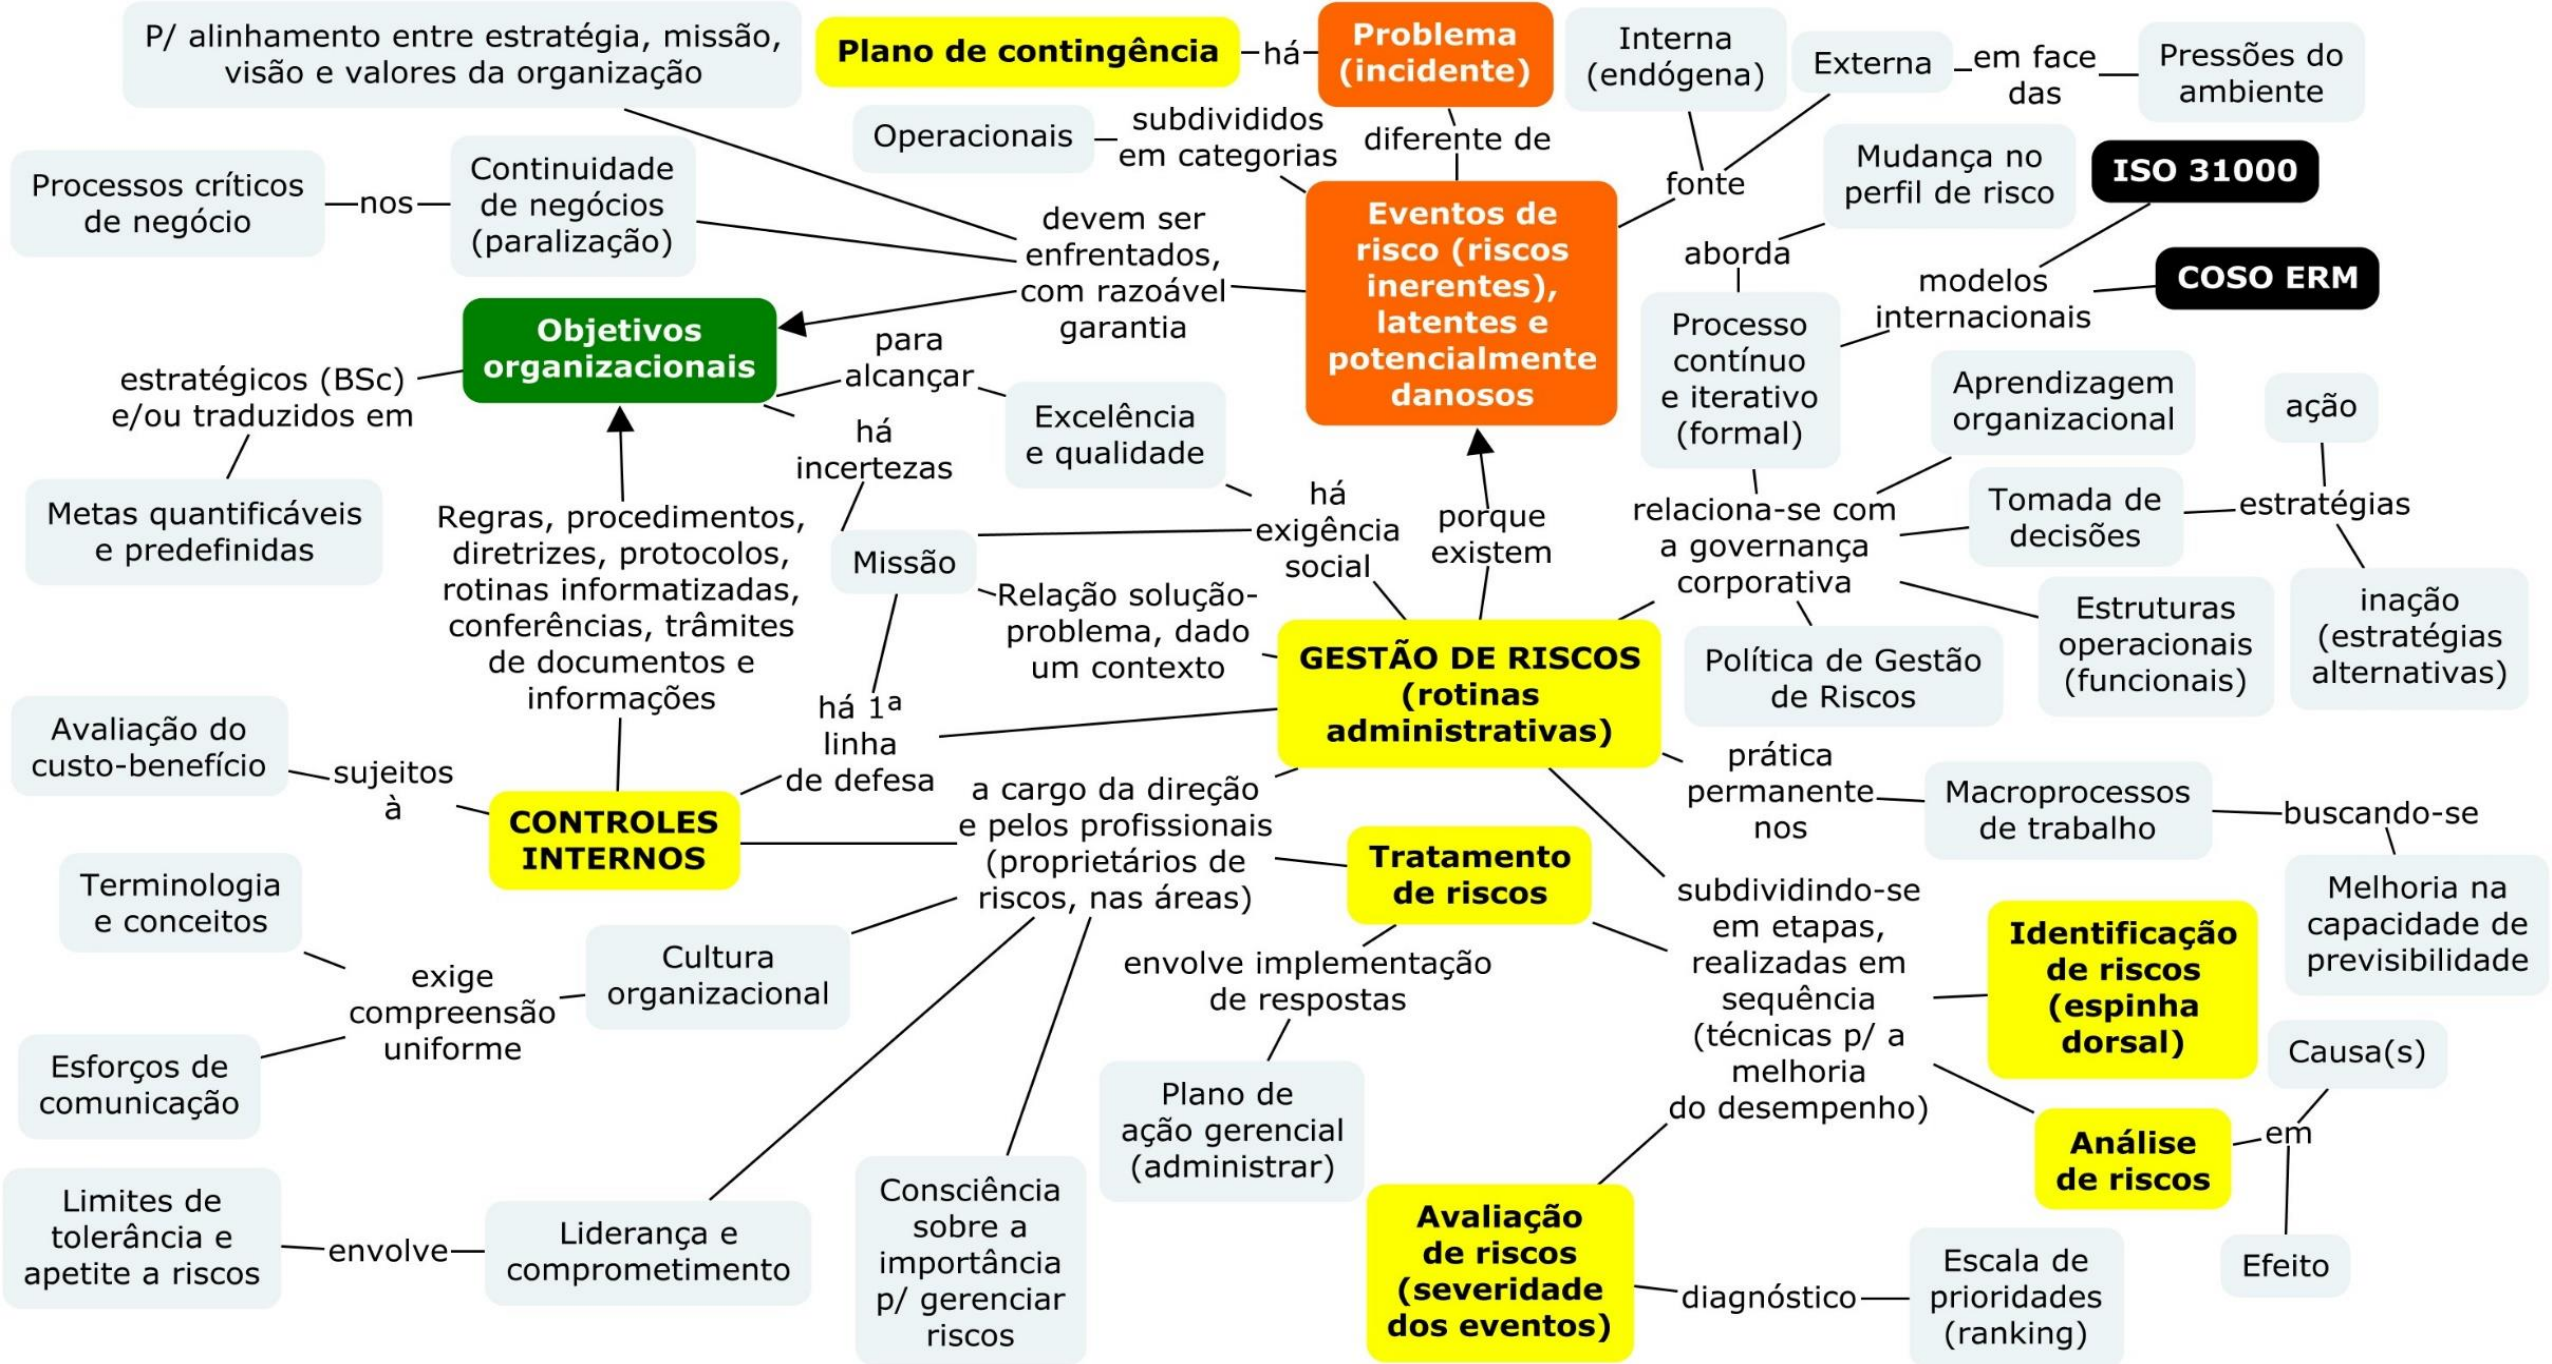 P/ alinhamento entre estratégia, missão,
visão e valores da organização
Plano de contingência
há
Problema
(incidente)
Interna
(endógena)
Externa
em face
das
Pressões do
ambiente
Operacionais
subdivididos
em categorias
diferente de
fonte
Mudança no
perfil de risco
ISO 31000
Processos críticos
de negócio
nos
Continuidade
de negócios
(paralização)
devem ser
enfrentados,
com razoável
garantia
Eventos de
risco (riscos
inerentes),
latentes e
potencialmente
danosos
aborda
modelos
internacionais
COSO ERM
Objetivos
organizacionais
para
alcançar
Processo
contínuo
e iterativo
(formal)
estratégicos (BSc)
e/ou traduzidos em
há
incertezas
Excelência
e qualidade
Aprendizagem
organizacional
ação
Metas quantificáveis
e predefinidas
Regras, procedimentos,
diretrizes, protocolos,
rotinas informatizadas,
conferências, trâmites
de documentos e
informações
Missão
há
exigência
social
porque
existem
relaciona-se com
a governança
corporativa
Tomada de
decisões
estratégias
Relação solução-
problema, dado
um contexto
GESTÃO DE RISCOS
(rotinas
administrativas)
Política de Gestão
de Riscos
Estruturas
operacionais
(funcionais)
inação
(estratégias
alternativas)
Avaliação do
custo-benefício
sujeitos
à
há 1ª
linha
de defesa
CONTROLES
INTERNOS
a cargo da direção
e pelos profissionais
(proprietários de
riscos, nas áreas)
prática
permanente
nos
Macroprocessos
de trabalho
buscando-se
Melhoria na
capacidade de
previsibilidade
Tratamento
de riscos
Terminologia
e conceitos
exige
compreensão
uniforme
Cultura
organizacional
envolve implementação
de respostas
subdividindo-se
em etapas,
realizadas em
sequência
(técnicas p/ a
melhoria
do desempenho)
Identificação
de riscos
(espinha
dorsal)
Esforços de
comunicação
Plano de
ação gerencial
(administrar)
Causa(s)
Análise
de riscos
em
Efeito
Limites de
tolerância e
apetite a riscos
envolve
Liderança e
comprometimento
Consciência
sobre a
importância
p/ gerenciar
riscos
Avaliação
de riscos
(severidade
dos eventos)
diagnóstico
Escala de
prioridades
(ranking)